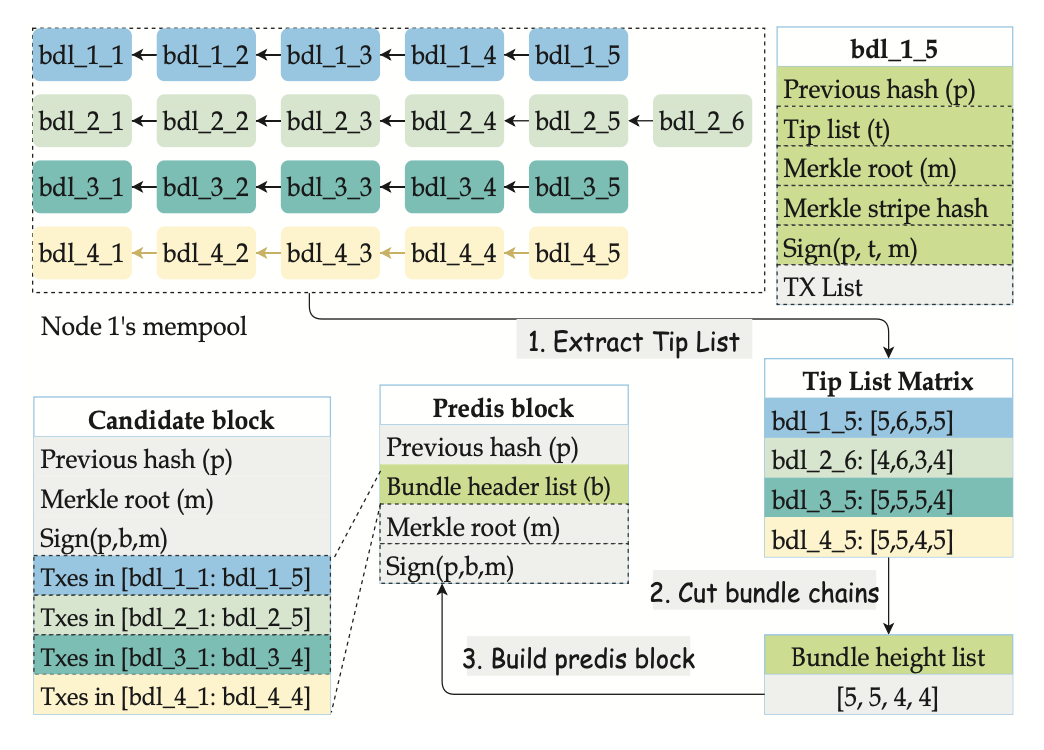 bdl_1_1 bdl_1_2 bdl_1_3 bdl_1_4 bdl_1_5
bdl_2_1 bdl_2_2 bdl_2_3 bdl_2_4 bdl_2_5 bdl_2_6
bdl_3_1 bdl_3_2 bdl_3_3 bdl_3_4 bdl_3_5
bdl_4_1 bdl_4_2 bdl_4_3 bdl_4_4 bdl_4_5
Node 1's mempool
bdl_1_5
Previous hash (p)
Tip list (t)
Merkle root (m)
Merkle stripe hash
Sign(p, t, m)
TX List
1. Extract Tip List
Tip List Matrix
bdl_1_5: [5,6,5,5]
bdl_2_6: [4,6,3,4]
bdl_3_5: [5,5,5,4]
bdl_4_5: [5,5,4,5]
2. Cut bundle chains
Bundle height list
[5, 5, 4, 4]
3. Build predis block
Predis block
Previous hash (p)
Bundle header list (b)
Merkle root (m)
Sign(p,b,m)
Candidate block
Previous hash (p)
Merkle root (m)
Sign(p,b,m)
Txes in [bdl_1_1: bdl_1_5]
Txes in [bdl_2_1: bdl_2_5]
Txes in [bdl_3_1: bdl_3_4]
Txes in [bdl_4_1: bdl_4_4]